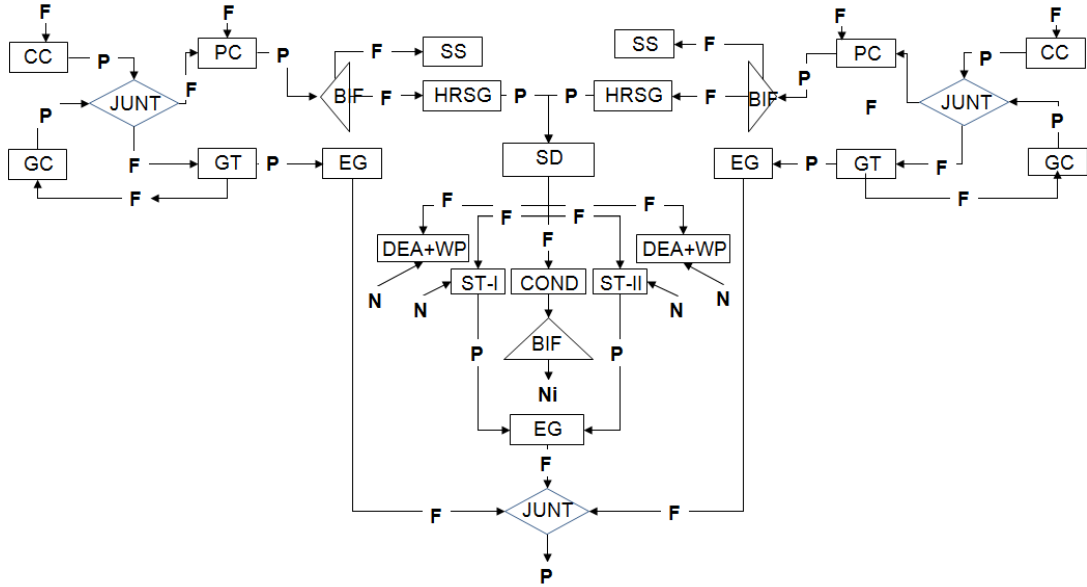 F F F F
CC P PC P F SS SS F PC P CC
JUNT F BIF F HRSG P P HRSG F BIF P F JUNT
P F P
GC F GT P EG SD EG P GT F GC
F F
F F
F F
DEA+WP F DEA+WP
N N ST-I COND ST-II N N
P BIF P
Ni
EG
F
F JUNT F
P